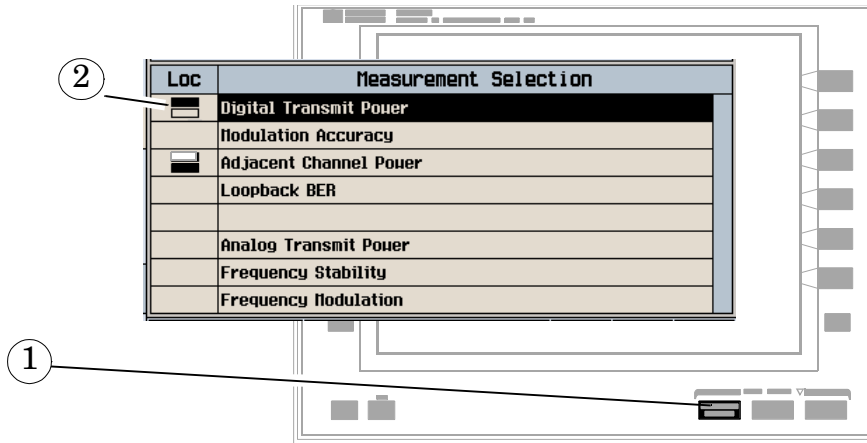 2
Loc Measurement Selection
Digital Transmit Power
Modulation Accuracy
Adjacent Channel Power
Loopback BER
Analog Transmit Power
Frequency Stability
Frequency Modulation
1